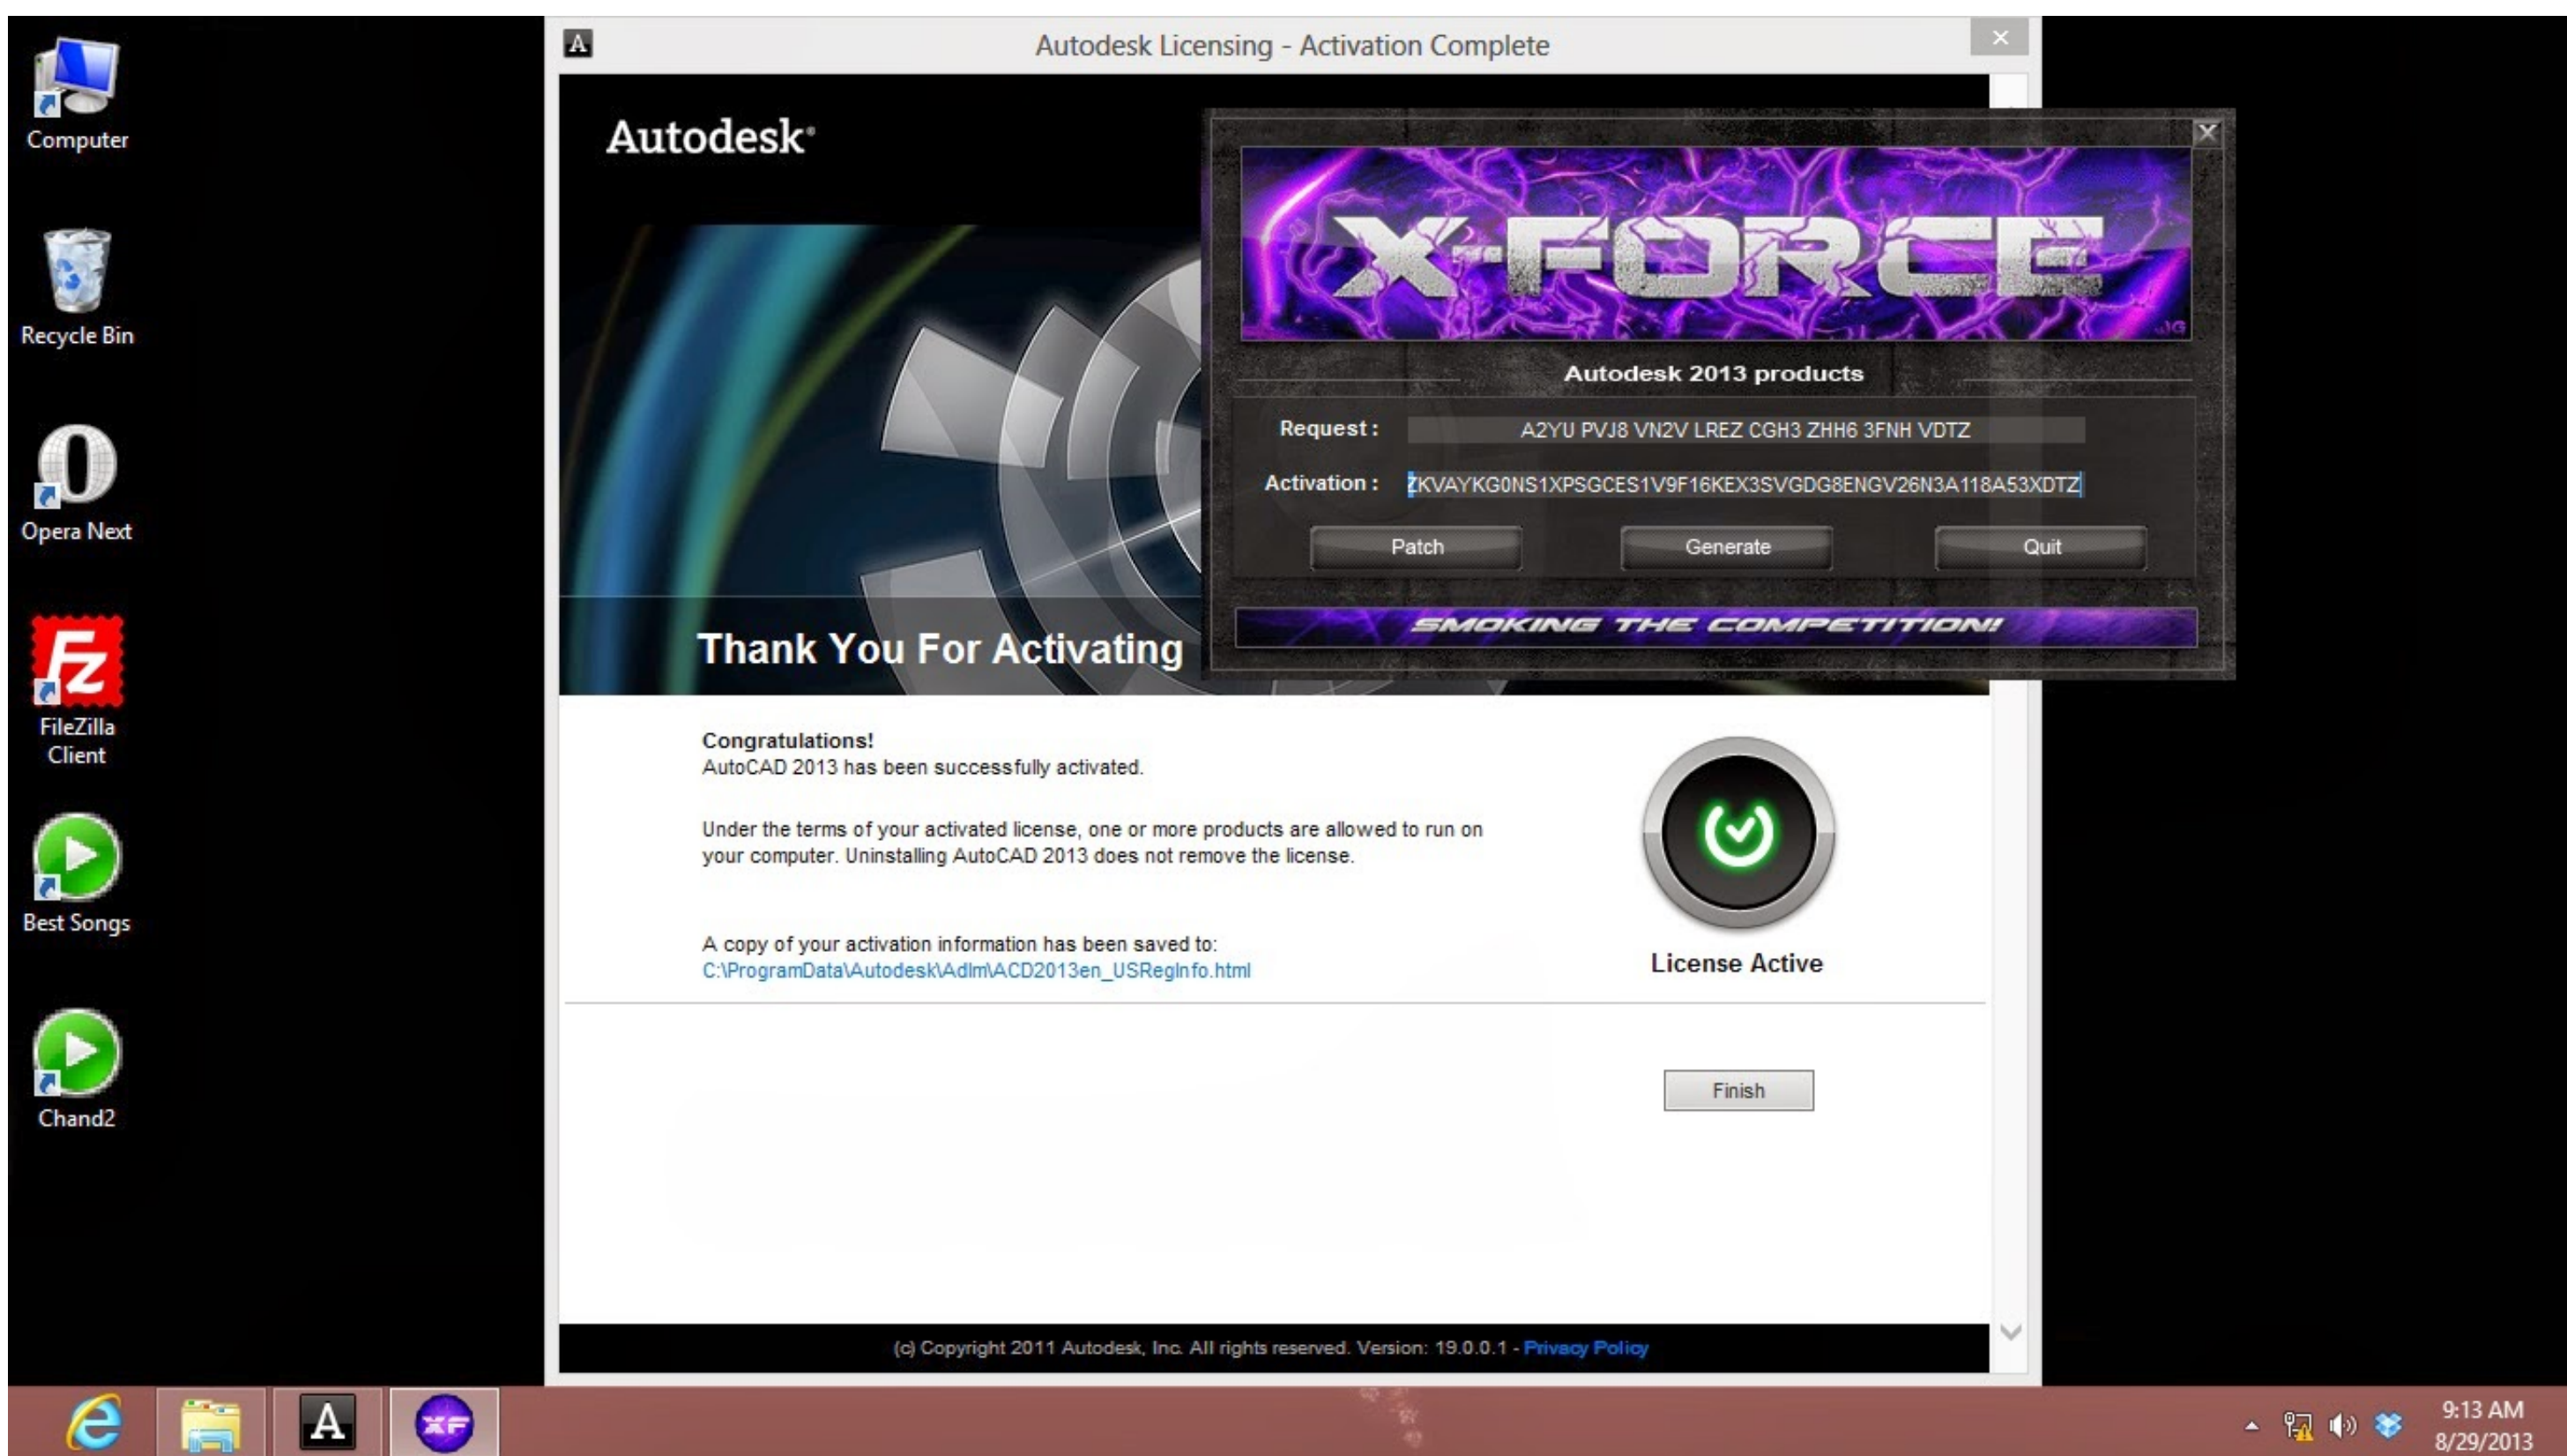 Computer
Recycle Bin
Opera Next
FileZilla
Client
Best Songs
Chand2
Autodesk Licensing - Activation Complete
Autodesk
Thank You For Activating
Congratulations!
AutoCAD 2013 has been successfully activated.
Under the terms of your activated license, one or more products are allowed to run on
your computer. Uninstalling AutoCAD 2013 does not remove the license.
A copy of your activation information has been saved to:
C:\ProgramData\Autodesk\Adlm\ACD2013en_USRegInfo.html
License Active
Finish
(c) Copyright 2011 Autodesk, Inc. All rights reserved. Version: 19.0.0.1 - Privacy Policy
X-FORCE
Autodesk 2013 products
Request : A2YU PVJ8 VN2V LREZ CGH3 ZHH6 3FNH VDTZ
Activation : ZKVAYKG0NS1XPSGCES1V9F16KEX3SVGDG8ENGV26N3A118A53XDTZ
Patch Generate Quit
SMOKING THE COMPETITION!
XF
9:13 AM
8/29/2013